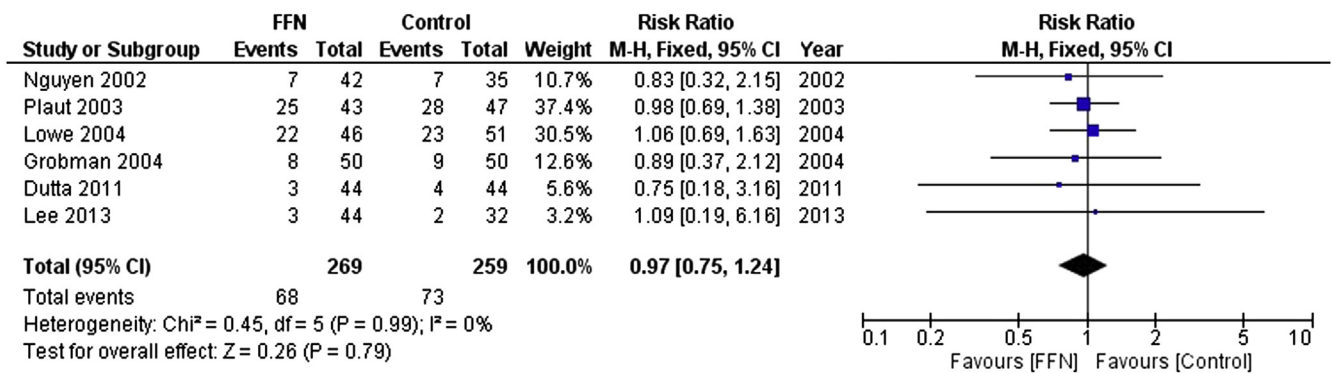 FFN Control Risk Ratio Risk Ratio
Study or Subgroup Events Total Events Total Weight M-H, Fixed, 95% CI Year M-H, Fixed, 95% CI
Nguyen 2002 7 42 7 35 10.7% 0.83 [0.32, 2.15] 2002
Plaut 2003 25 43 28 47 37.4% 0.98 [0.69, 1.38] 2003
Lowe 2004 22 46 23 51 30.5% 1.06 [0.69, 1.63] 2004
Grobman 2004 8 50 9 50 12.6% 0.89 [0.37, 2.12] 2004
Dutta 2011 3 44 4 44 5.6% 0.75 [0.18, 3.16] 2011
Lee 2013 3 44 2 32 3.2% 1.09 [0.19, 6.16] 2013
Total (95% CI) 269 259 100.0% 0.97 [0.75, 1.24]
Total events 68 73
Heterogeneity: Chi² = 0.45, df = 5 (P = 0.99); I² = 0%
Test for overall effect: Z = 0.26 (P = 0.79)
0.1 0.2 0.5 1 2 5 10
Favours [FFN] Favours [Control]